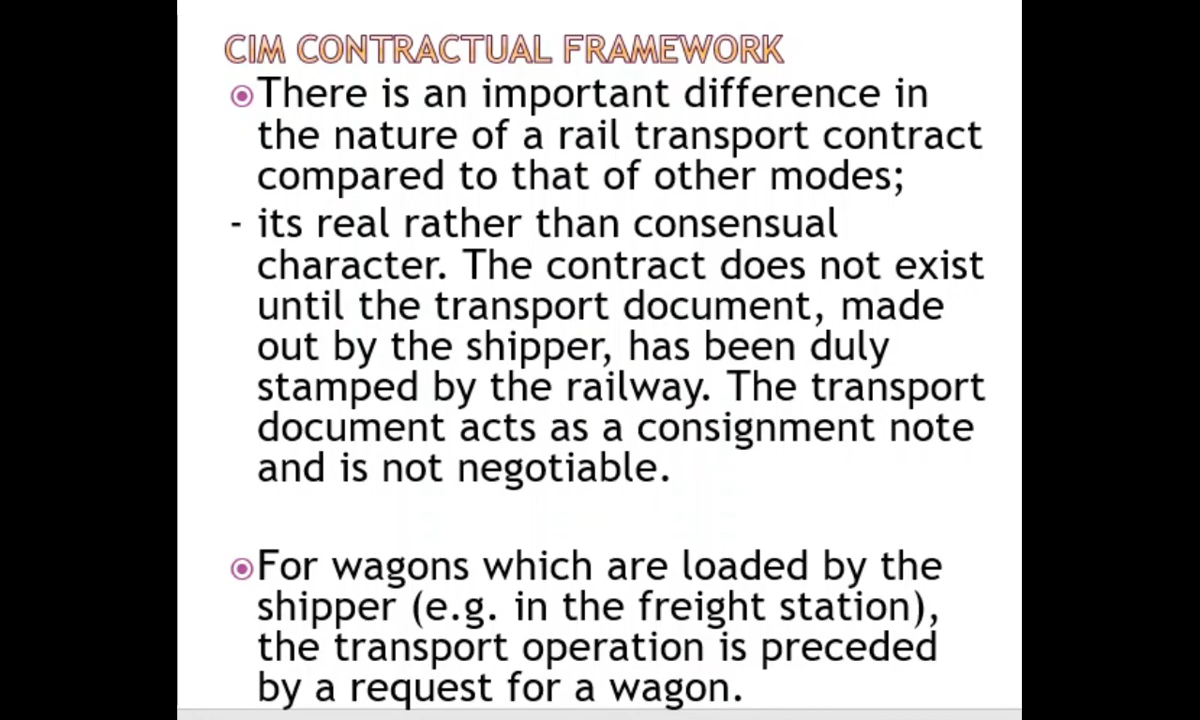 CIM CONTRACTUAL FRAMEWORK
There is an important difference in
the nature of a rail transport contract
compared to that of other modes;
- its real rather than consensual
character. The contract does not exist
until the transport document, made
out by the shipper, has been duly
stamped by the railway. The transport
document acts as a consignment note
and is not negotiable.
For wagons which are loaded by the
shipper (e.g. in the freight station),
the transport operation is preceded
by a request for a wagon.